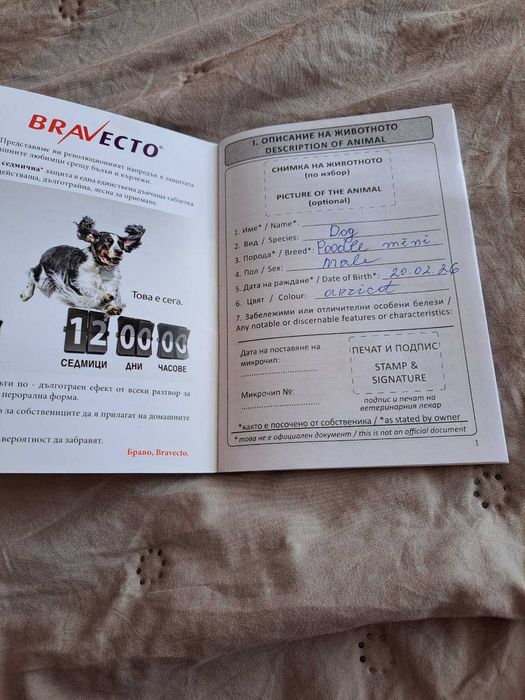 BRAVECTO®
Представяме ви революционният напредък в защитата
ашните любимци срещу бълхи и кърлежи.
седмична* защита в една единствена дъвчаща таблетка
действаща, дълготрайна, лесна за приемане.
Това е сега.
12 00 00
СЕДМИЦИ ДНИ ЧАСОВЕ
ъти по - дълготраен ефект от всеки разтвор за
перорална форма.
о за собствениците да я прилагат на домашните
вероятност да забравят.
Браво, Bravecto.
1. ОПИСАНИЕ НА ЖИВОТНОТО
DESCRIPTION OF ANIMAL
СНИМКА НА ЖИВОТНОТО
(по избор)
PICTURE OF THE ANIMAL
(optional)
1. Име* / Name*:
2. Вид / Species: Dog
3. Порода* / Breed*: Poodle mini
4. Пол / Sex: male
5. Дата на раждане* / Date of Birth*: 20.02.26
6. Цвят / Colour: apricot
7. Забележими или отличителни особени белези /
Any notable or discernable features or characteristics:
Дата на поставяне на
микрочип:
Микрочип №:
ПЕЧАТ И ПОДПИС
STAMP &
SIGNATURE
подпис и печат на
ветеринарния лекар
*както е посочено от собственика / *as stated by owner
* това не е официален документ / this is not an official document
1